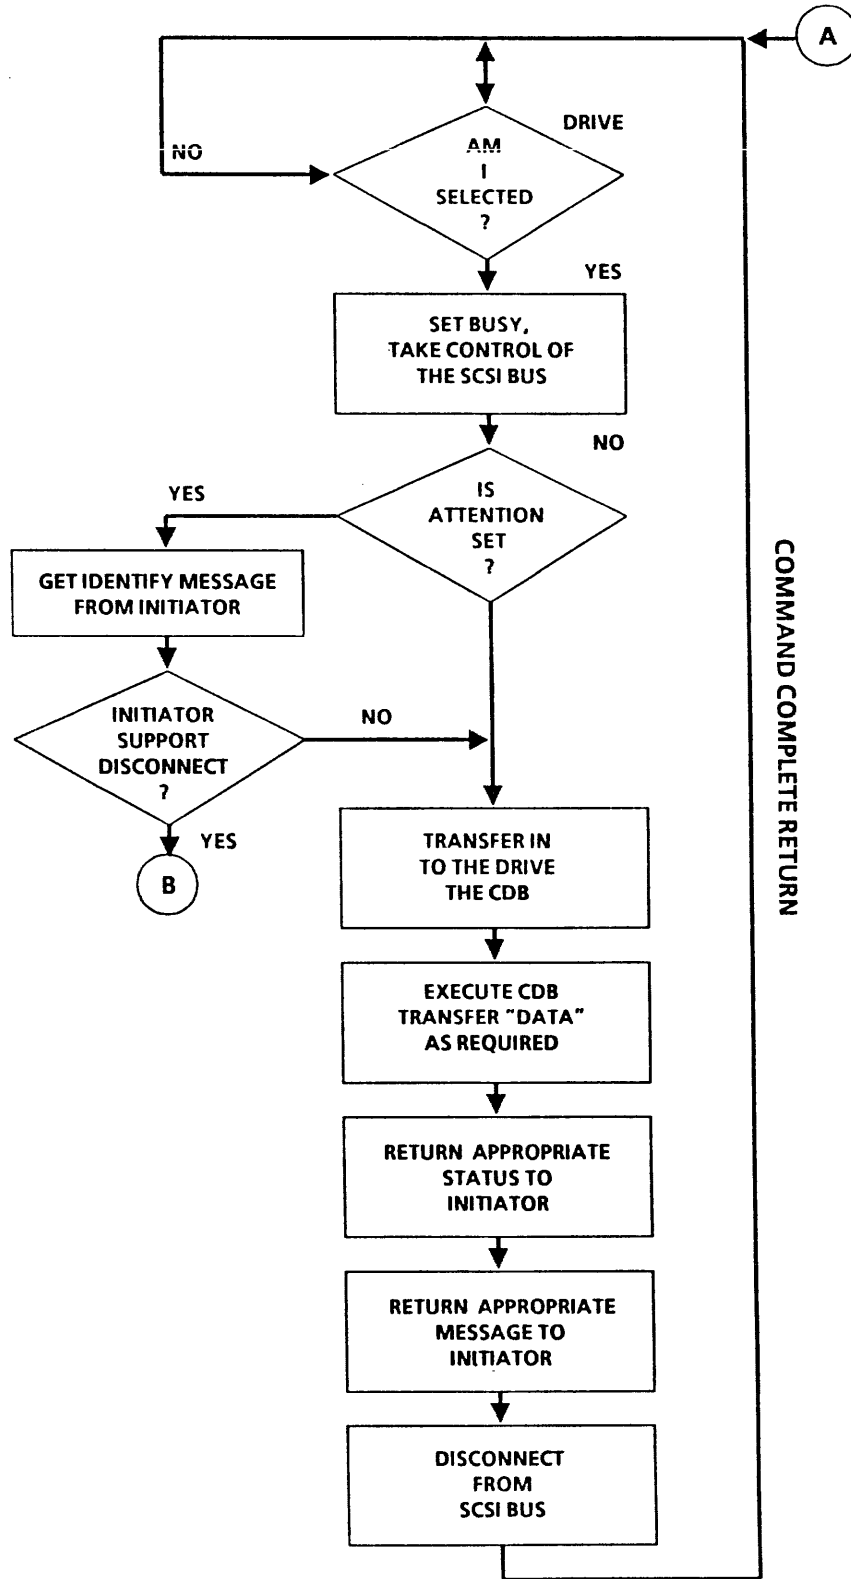 A
DRIVE
NO
AM
I
SELECTED
?
YES
SET BUSY,
TAKE CONTROL OF
THE SCSI BUS
NO
YES
IS
ATTENTION
SET
?
GET IDENTIFY MESSAGE
FROM INITIATOR
INITIATOR
SUPPORT
DISCONNECT
?
NO
YES
B
TRANSFER IN
TO THE DRIVE
THE CDB
EXECUTE CDB
TRANSFER "DATA"
AS REQUIRED
RETURN APPROPRIATE
STATUS TO
INITIATOR
RETURN APPROPRIATE
MESSAGE TO
INITIATOR
DISCONNECT
FROM
SCSI BUS
COMMAND COMPLETE RETURN